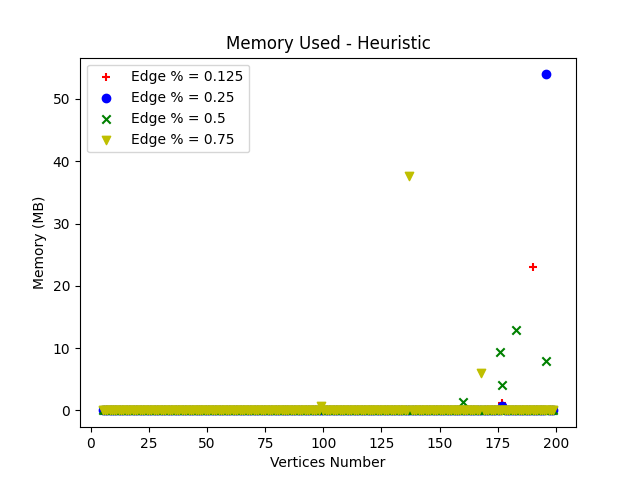 Memory Used - Heuristic
Edge % = 0.125
Edge % = 0.25
Edge % = 0.5
Edge % = 0.75
50
40
30
20
10
0
Memory (MB)
0 25 50 75 100 125 150 175 200
Vertices Number